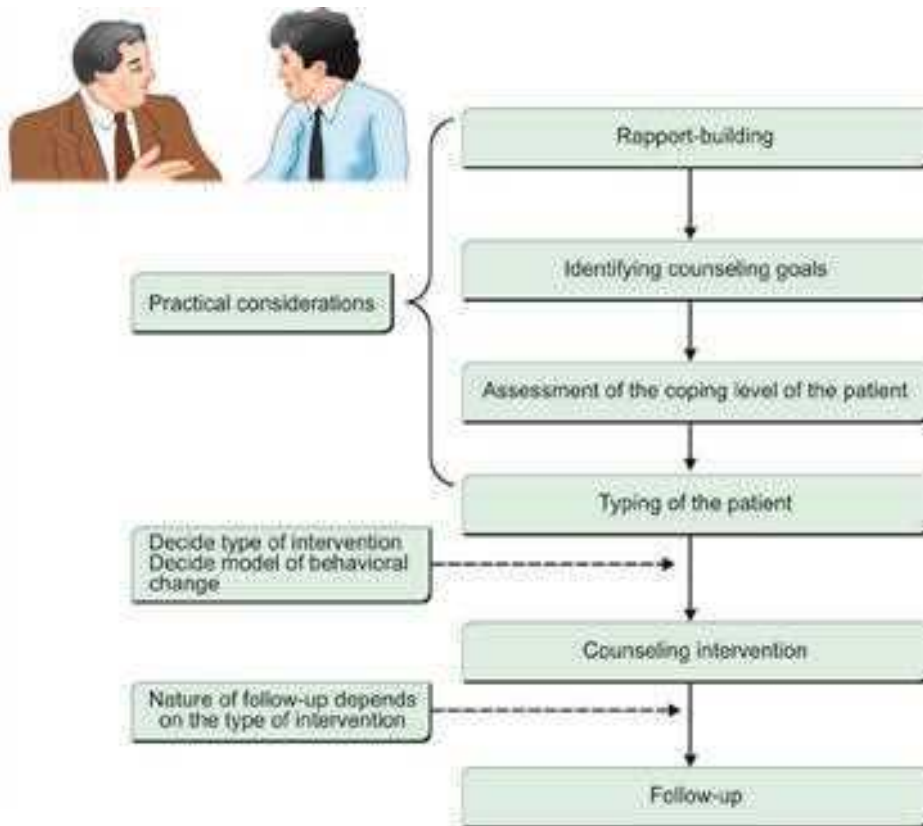 Rapport-building
Identifying counseling goals
Practical considerations
Assessment of the coping level of the patient
Typing of the patient
Decide type of intervention
Decide model of behavioral
change
Counseling intervention
Nature of follow-up depends
on the type of intervention
Follow-up